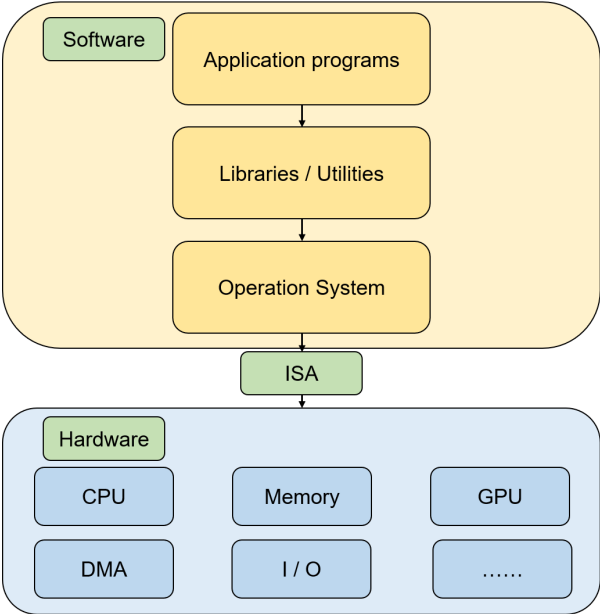 Software
Application programs
Libraries / Utilities
Operation System
ISA
Hardware
CPU
Memory
GPU
DMA
I / O
......